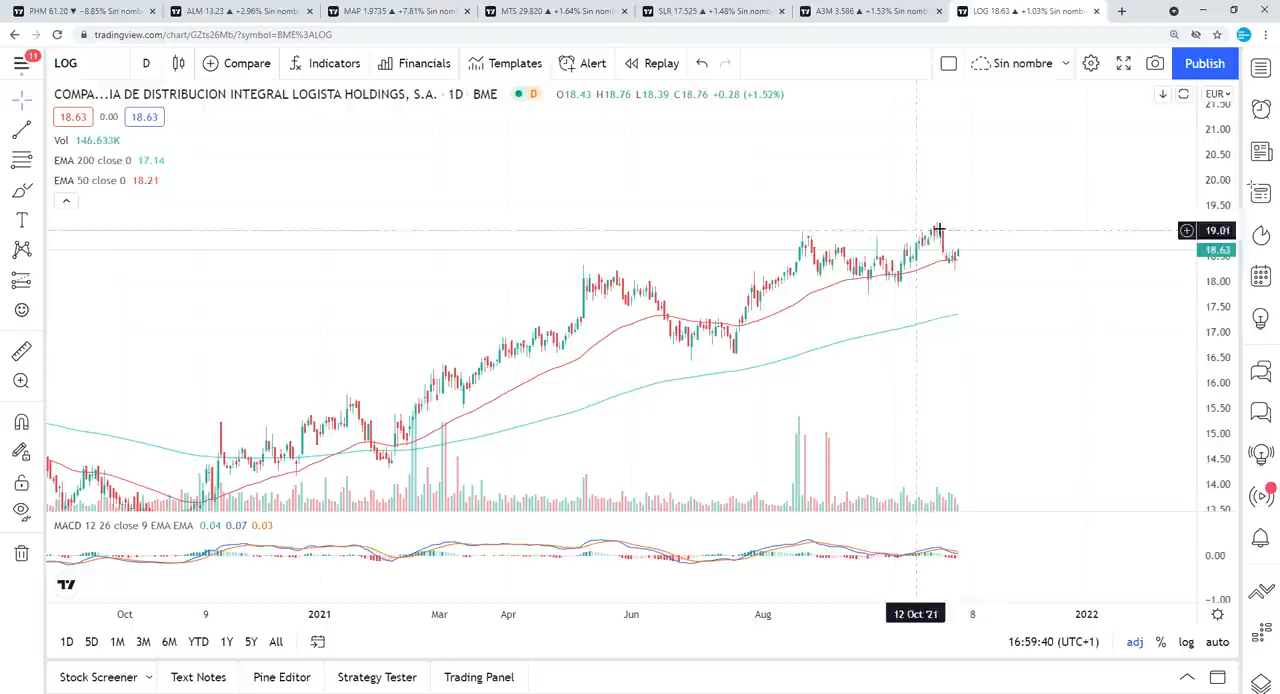 PHM 61.20 ▼ −8.85% Sin nomb
ALM 13.23 ▲ +2.96% Sin nomb
MAP 1.9735 ▲ +7.81% Sin nomb
MTS 29.820 ▲ +1.64% Sin nomb
SLR 17.525 ▲ +1.48% Sin nomb
A3M 3.586 ▲ +1.53% Sin nomb
LOG 18.63 ▲ +1.03% Sin nomb
tradingview.com/chart/GZts26Mb/?symbol=BME%3ALOG
11
LOG D Compare Indicators Financials Templates Alert Replay Sin nombre Publish
COMPA...IA DE DISTRIBUCION INTEGRAL LOGISTA HOLDINGS, S.A. · 1D · BME D O18.43 H18.76 L18.39 C18.76 +0.28 (+1.52%) EUR
18.63 0.00 18.63
Vol 146.633K
EMA 200 close 0 17.14
EMA 50 close 0 18.21
21.50
21.00
20.50
20.00
19.50
19.01
18.63
18.00
17.50
17.00
16.50
16.00
15.50
15.00
14.50
14.00
13.50
MACD 12 26 close 9 EMA EMA 0.04 0.07 0.03
0.00
−1.00
Oct 9 2021 Mar Apr Jun Aug 12 Oct '21 8 2022
1D 5D 1M 3M 6M YTD 1Y 5Y All 16:59:40 (UTC+1) adj % log auto
Stock Screener Text Notes Pine Editor Strategy Tester Trading Panel